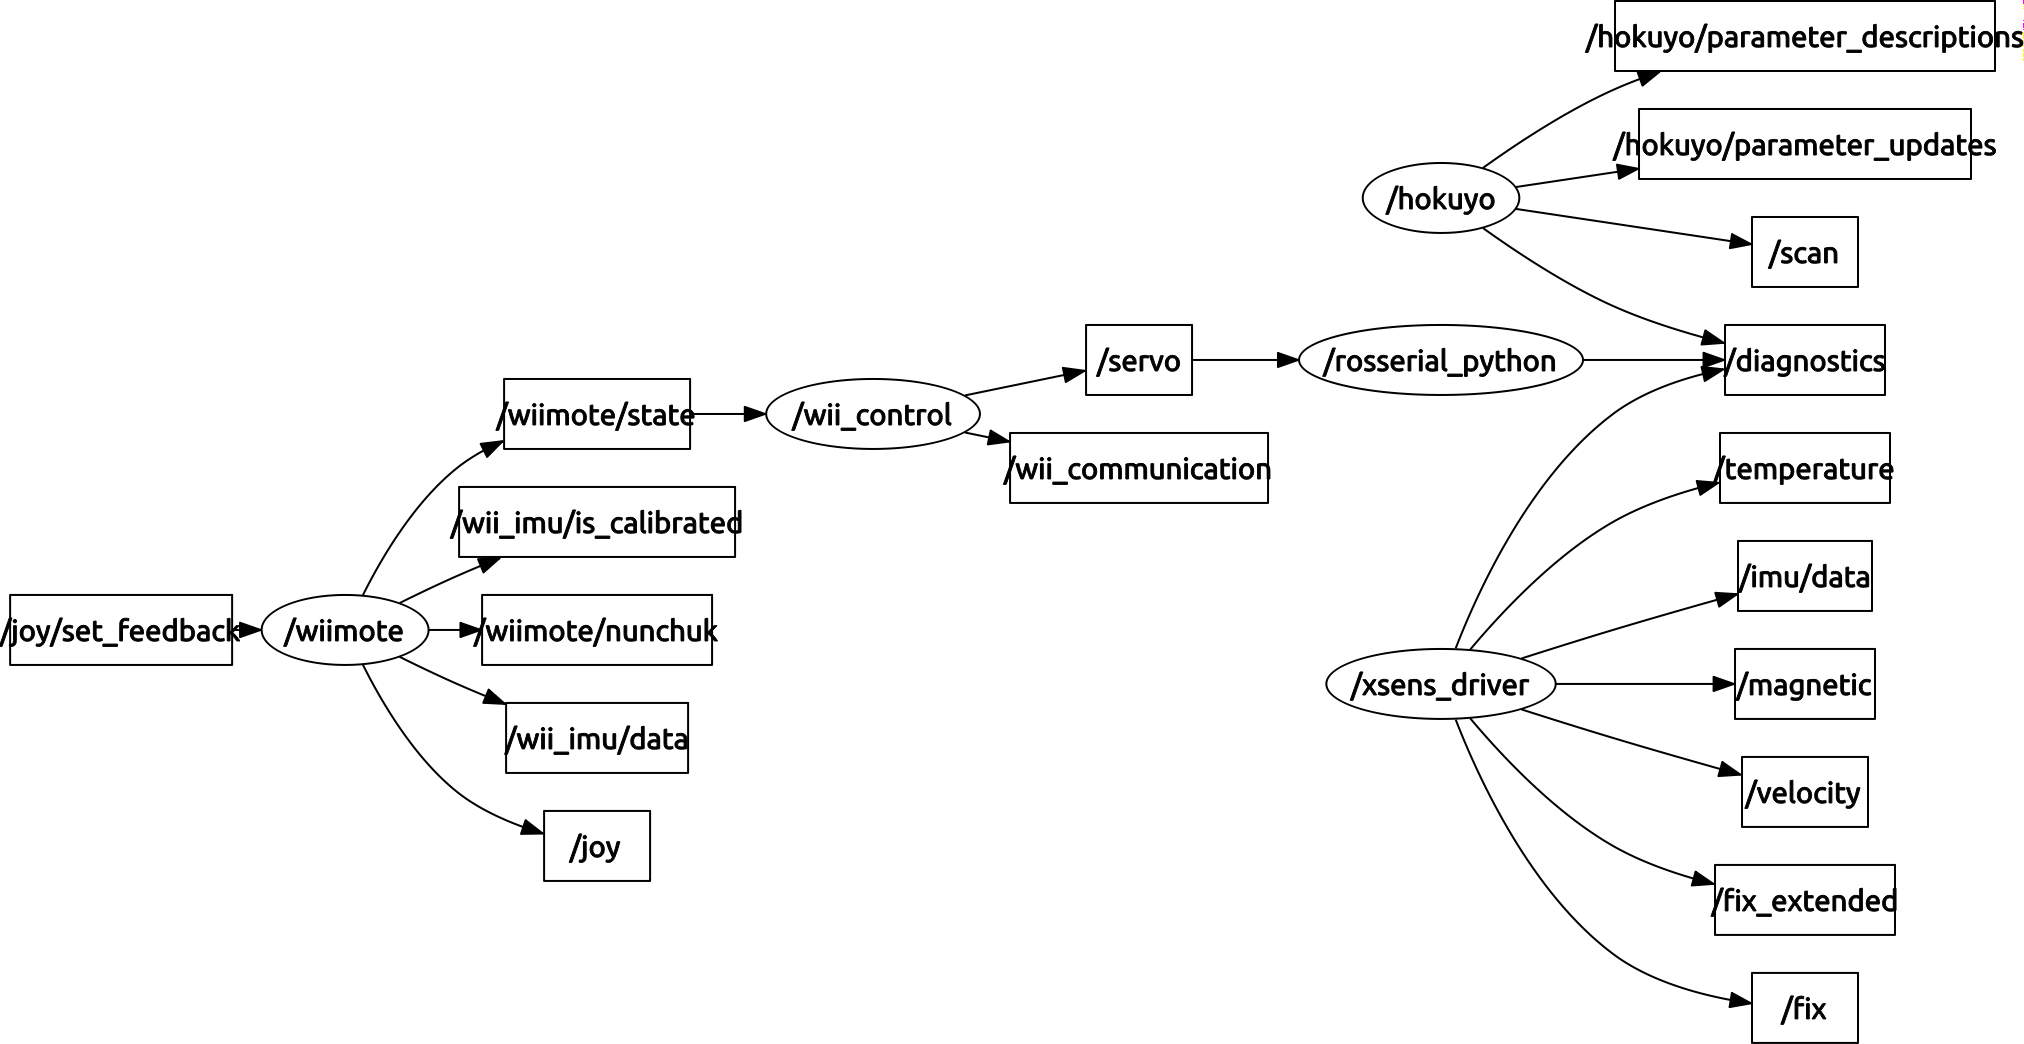 /hokuyo/parameter_descriptions
/hokuyo/parameter_updates
/hokuyo
/scan
/servo
/rosserial_python
/diagnostics
/wiimote/state
/wii_control
/wii_communication
/temperature
/wii_imu/is_calibrated
/imu/data
/joy/set_feedback
/wiimote
/wiimote/nunchuk
/xsens_driver
/magnetic
/wii_imu/data
/velocity
/joy
/fix_extended
/fix